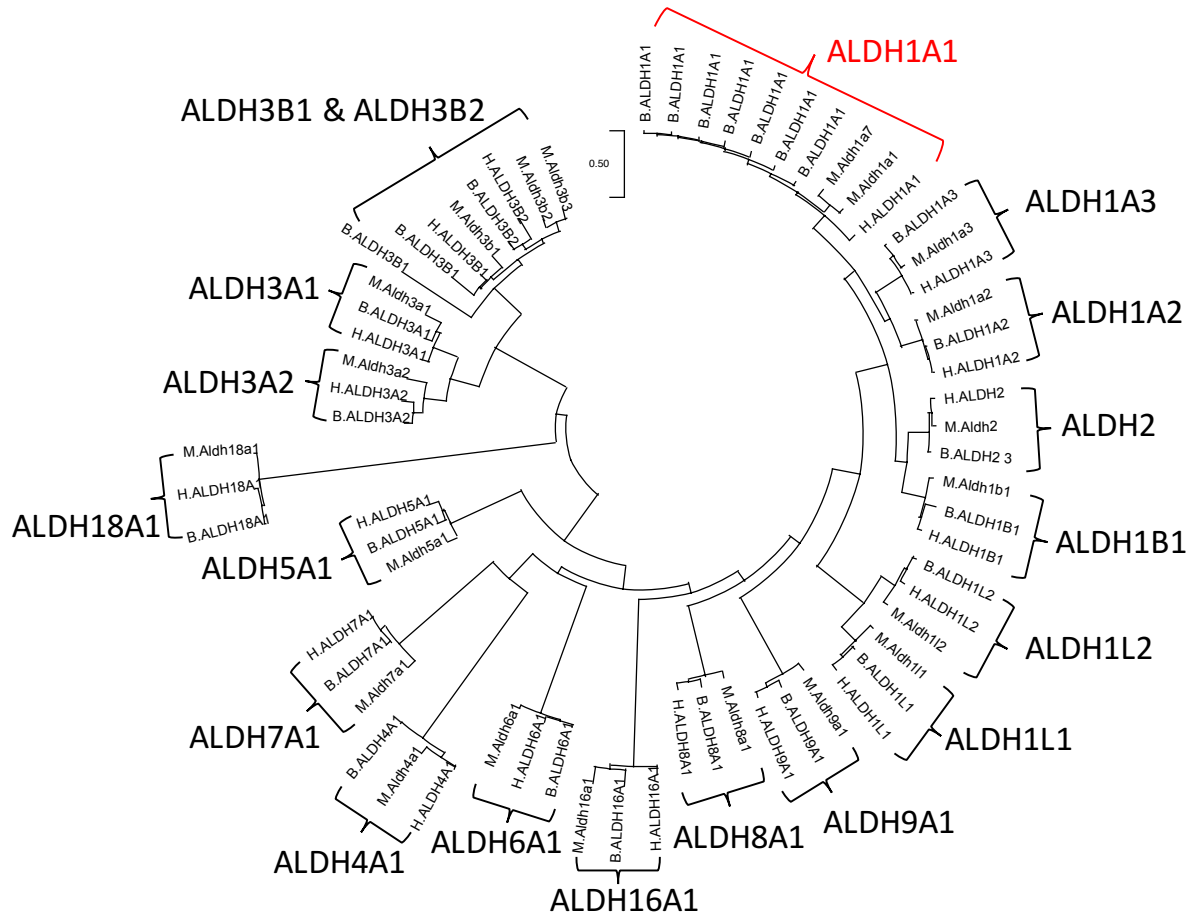 ALDH1A1
B.ALDH1A1
B.ALDH1A1
B.ALDH1A1
B.ALDH1A1
B.ALDH1A1
B.ALDH1A1
B.ALDH1A1
M.Aldh1a7
M.Aldh1a1
H.ALDH1A1
ALDH1A3
B.ALDH1A3
M.Aldh1a3
H.ALDH1A3
ALDH1A2
M.Aldh1a2
B.ALDH1A2
H.ALDH1A2
ALDH2
H.ALDH2
M.Aldh2
B.ALDH2 3
ALDH1B1
M.Aldh1b1
B.ALDH1B1
H.ALDH1B1
ALDH1L2
B.ALDH1L2
H.ALDH1L2
M.Aldh1l2
ALDH1L1
M.Aldh1l1
B.ALDH1L1
H.ALDH1L1
ALDH9A1
M.Aldh9a1
B.ALDH9A1
H.ALDH9A1
ALDH8A1
M.Aldh8a1
B.ALDH8A1
H.ALDH8A1
ALDH16A1
H.ALDH16A1
B.ALDH16A1
M.Aldh16a1
ALDH6A1
B.ALDH6A1
H.ALDH6A1
M.Aldh6a1
ALDH4A1
H.ALDH4A1
M.Aldh4a1
B.ALDH4A1
ALDH7A1
M.Aldh7a1
B.ALDH7A1
H.ALDH7A1
ALDH5A1
M.Aldh5a1
B.ALDH5A1
H.ALDH5A1
ALDH18A1
B.ALDH18A1
H.ALDH18A
M.Aldh18a1
ALDH3A2
B.ALDH3A2
H.ALDH3A2
M.Aldh3a2
ALDH3A1
H.ALDH3A1
B.ALDH3A1
M.Aldh3a1
ALDH3B1 & ALDH3B2
B.ALDH3B1
B.ALDH3B1
H.ALDH3B1
M.Aldh3b1
B.ALDH3B2
H.ALDH3B2
M.Aldh3b2
M.Aldh3b3
0.50